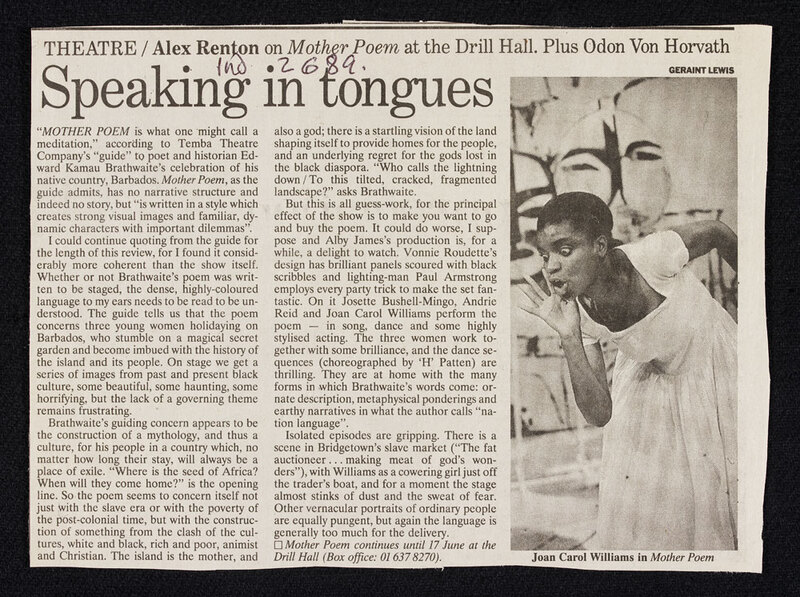 THEATRE / Alex Renton on Mother Poem at the Drill Hall. Plus Odon Von Horvath
Ind 2 6 89.
Speaking in tongues
GERAINT LEWIS
“MOTHER POEM is what one might call a
meditation,” according to Temba Theatre
Company’s “guide” to poet and historian Ed-
ward Kamau Brathwaite’s celebration of his
native country, Barbados. Mother Poem, as the
guide admits, has no narrative structure and
indeed no story, but “is written in a style which
creates strong visual images and familiar, dy-
namic characters with important dilemmas”.
I could continue quoting from the guide for
the length of this review, for I found it consid-
erably more coherent than the show itself.
Whether or not Brathwaite’s poem was writ-
ten to be staged, the dense, highly-coloured
language to my ears needs to be read to be un-
derstood. The guide tells us that the poem
concerns three young women holidaying on
Barbados, who stumble on a magical secret
garden and become imbued with the history of
the island and its people. On stage we get a
series of images from past and present black
culture, some beautiful, some haunting, some
horrifying, but the lack of a governing theme
remains frustrating.
Brathwaite’s guiding concern appears to be
the construction of a mythology, and thus a
culture, for his people in a country which, no
matter how long their stay, will always be a
place of exile. “Where is the seed of Africa?
When will they come home?” is the opening
line. So the poem seems to concern itself not
just with the slave era or with the poverty of
the post-colonial time, but with the construc-
tion of something from the clash of the cul-
tures, white and black, rich and poor, animist
and Christian. The island is the mother, and
also a god; there is a startling vision of the land
shaping itself to provide homes for the people,
and an underlying regret for the gods lost in
the black diaspora. “Who calls the lightning
down / To this tilted, cracked, fragmented
landscape?” asks Brathwaite.
But this is all guess-work, for the principal
effect of the show is to make you want to go
and buy the poem. It could do worse, I sup-
pose and Alby James’s production is, for a
while, a delight to watch. Vonnie Roudette’s
design has brilliant panels scoured with black
scribbles and lighting-man Paul Armstrong
employs every party trick to make the set fan-
tastic. On it Josette Bushell-Mingo, Andrie
Reid and Joan Carol Williams perform the
poem — in song, dance and some highly
stylised acting. The three women work to-
gether with some brilliance, and the dance se-
quences (choreographed by ‘H’ Patten) are
thrilling. They are at home with the many
forms in which Brathwaite’s words come: or-
nate description, metaphysical ponderings and
earthy narratives in what the author calls “na-
tion language”.
Isolated episodes are gripping. There is a
scene in Bridgetown’s slave market (“The fat
auctioneer . . . making meat of god’s won-
ders”), with Williams as a cowering girl just off
the trader’s boat, and for a moment the stage
almost stinks of dust and the sweat of fear.
Other vernacular portraits of ordinary people
are equally pungent, but again the language is
generally too much for the delivery.
□ Mother Poem continues until 17 June at the
Drill Hall (Box office: 01 637 8270).
Joan Carol Williams in Mother Poem